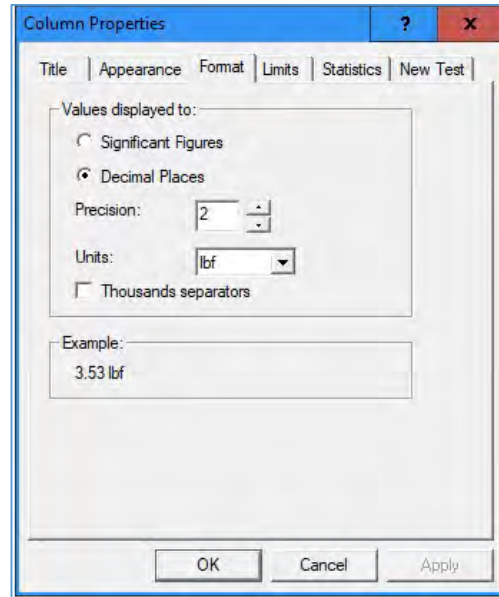 Column Properties ? x
Title Appearance Format Limits Statistics New Test
Values displayed to:
Significant Figures
Decimal Places
Precision: 2
Units: lbf
Thousands separators
Example:
3.53 lbf
OK Cancel Apply